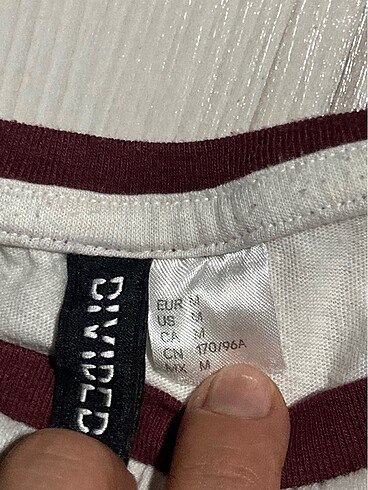 DIVIDED
EUR M
US M
CA M
CN 170/96A
MX M